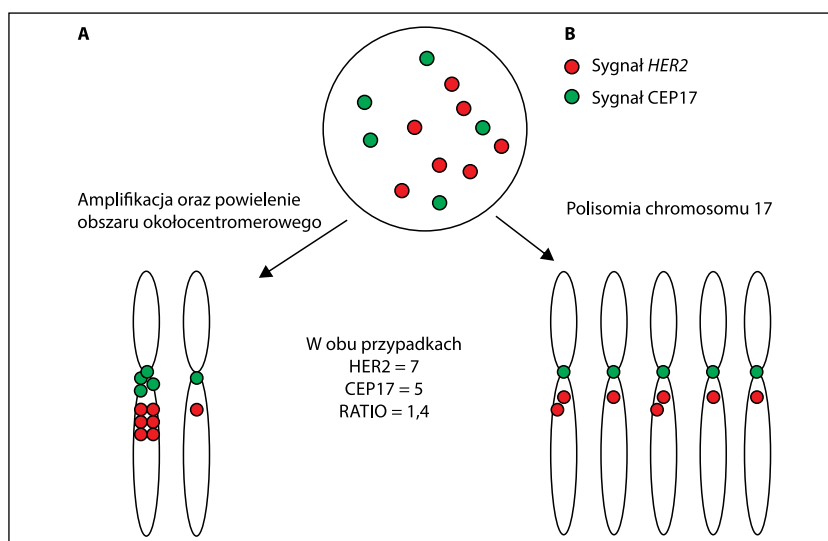 A
B
Sygnał HER2
Sygnał CEP17
Amplifikacja oraz powielenie
obszaru okołocentromerowego
Polisomia chromosomu 17
W obu przypadkach
HER2 = 7
CEP17 = 5
RATIO = 1,4